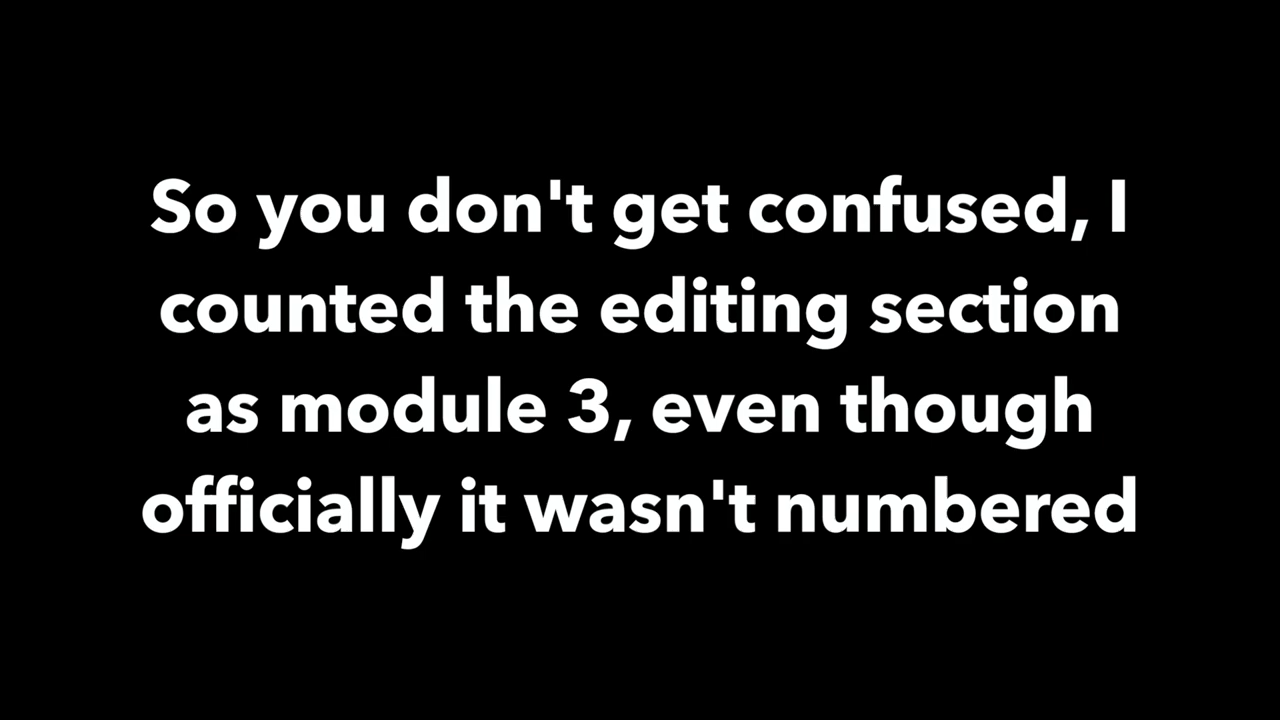 So you don't get confused, I
counted the editing section
as module 3, even though
officially it wasn't numbered